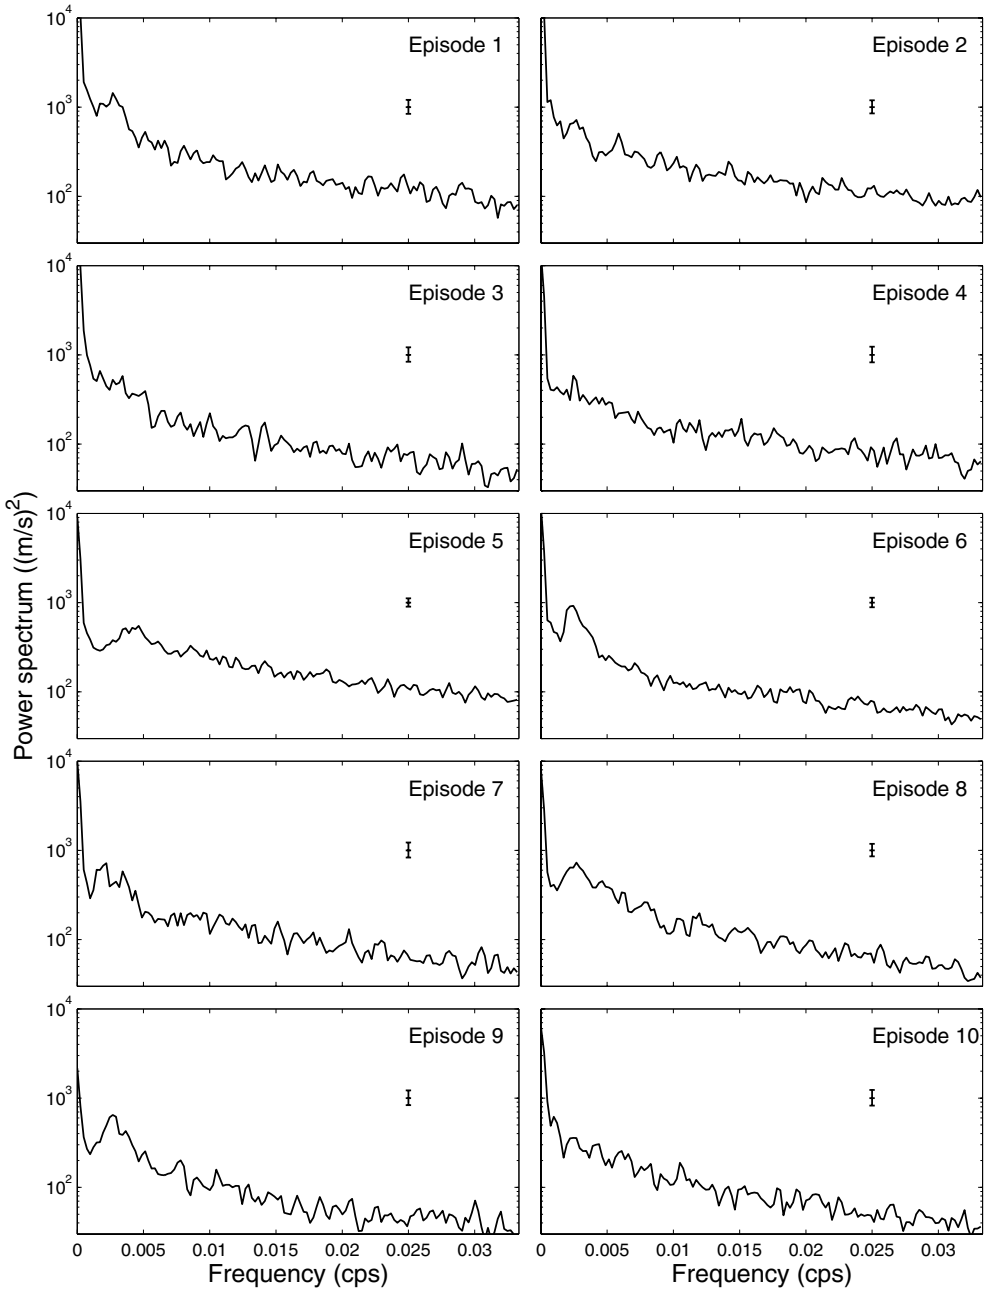 Episode 1
Episode 2
10^4
10^3
10^2
Episode 3
Episode 4
10^4
10^3
10^2
Episode 5
Episode 6
10^4
10^3
10^2
Power spectrum ((m/s)^2)
Episode 7
Episode 8
10^4
10^3
10^2
Episode 9
Episode 10
10^4
10^3
10^2
0 0.005 0.01 0.015 0.02 0.025 0.03
0 0.005 0.01 0.015 0.02 0.025 0.03
Frequency (cps)
Frequency (cps)